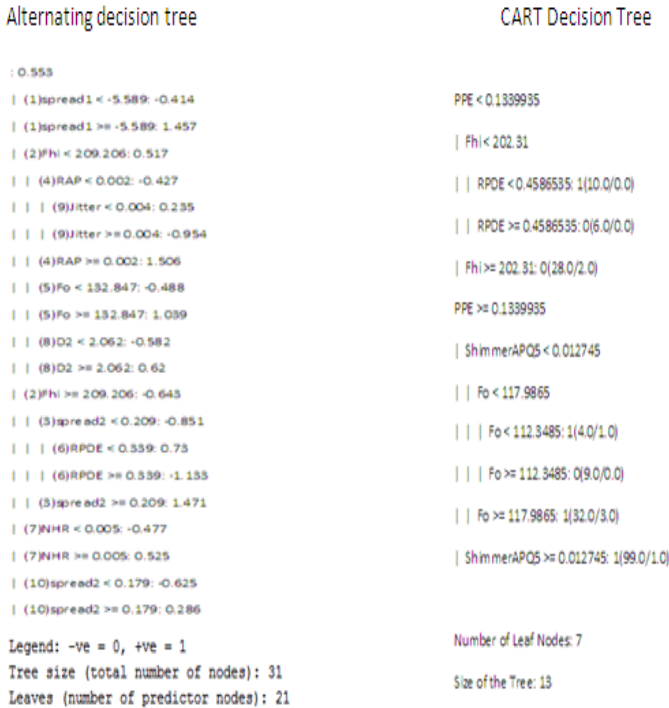 Alternating decision tree
: 0.553
| (1)spread1 < -5.589: -0.414
| (1)spread1 >= -5.589: 1.457
| (2)Fhi < 209.206: 0.517
| | (4)RAP < 0.002: -0.427
| | | (9)Jitter < 0.004: 0.235
| | | (9)Jitter >= 0.004: -0.954
| | (4)RAP >= 0.002: 1.506
| | (5)Fo < 132.847: -0.488
| | (5)Fo >= 132.847: 1.039
| | (8)D2 < 2.062: -0.582
| | (8)D2 >= 2.062: 0.62
| (2)Fhi >= 209.206: -0.643
| | (3)spread2 < 0.209: -0.851
| | | (6)RPDE < 0.339: 0.73
| | | (6)RPDE >= 0.339: -1.133
| | (3)spread2 >= 0.209: 1.471
| (7)NHR < 0.005: -0.477
| (7)NHR >= 0.005: 0.525
| (10)spread2 < 0.179: -0.625
| (10)spread2 >= 0.179: 0.286
Legend: -ve = 0, +ve = 1
Tree size (total number of nodes): 31
Leaves (number of predictor nodes): 21
CART Decision Tree
PPE < 0.1339935
| Fhi < 202.31
| | RPDE < 0.4586535: 1(10.0/0.0)
| | RPDE >= 0.4586535: 0(6.0/0.0)
| Fhi >= 202.31: 0(28.0/2.0)
PPE >= 0.1339935
| ShimmerAPQ5 < 0.012745
| | Fo < 117.9865
| | | Fo < 112.3485: 1(4.0/1.0)
| | | Fo >= 112.3485: 0(9.0/0.0)
| | Fo >= 117.9865: 1(32.0/3.0)
| ShimmerAPQ5 >= 0.012745: 1(99.0/1.0)
Number of Leaf Nodes: 7
Size of the Tree: 13